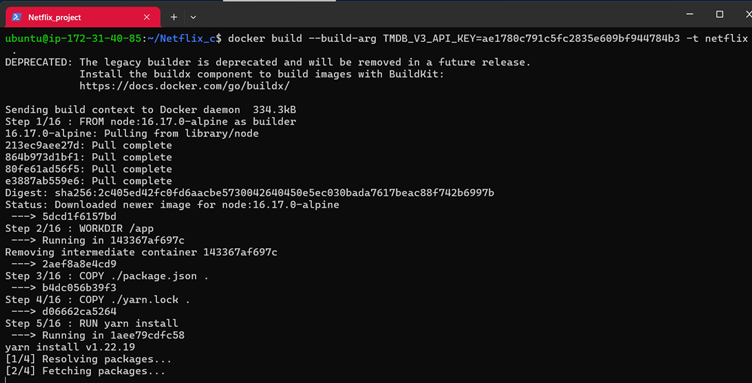 Netflix_project
ubuntu@ip-172-31-40-85:~/Netflix_c$ docker build --build-arg TMDB_V3_API_KEY=ae1780c791c5fc2835e609bf944784b3 -t netflix
.
DEPRECATED: The legacy builder is deprecated and will be removed in a future release.
Install the buildx component to build images with BuildKit:
https://docs.docker.com/go/buildx/
Sending build context to Docker daemon  334.3kB
Step 1/16 : FROM node:16.17.0-alpine as builder
16.17.0-alpine: Pulling from library/node
213ec9aee27d: Pull complete
864b973d1bf1: Pull complete
80fe61ad56f5: Pull complete
e3887ab559e6: Pull complete
Digest: sha256:2c405ed42fc0fd6aacbe5730042640450e5ec030bada7617beac88f742b6997b
Status: Downloaded newer image for node:16.17.0-alpine
---> 5dcd1f6157bd
Step 2/16 : WORKDIR /app
---> Running in 143367af697c
Removing intermediate container 143367af697c
---> 2aef8a8e4cd9
Step 3/16 : COPY ./package.json .
---> b4dc056b39f3
Step 4/16 : COPY ./yarn.lock .
---> d06662ca5264
Step 5/16 : RUN yarn install
---> Running in 1aee79cdfc58
yarn install v1.22.19
[1/4] Resolving packages...
[2/4] Fetching packages...